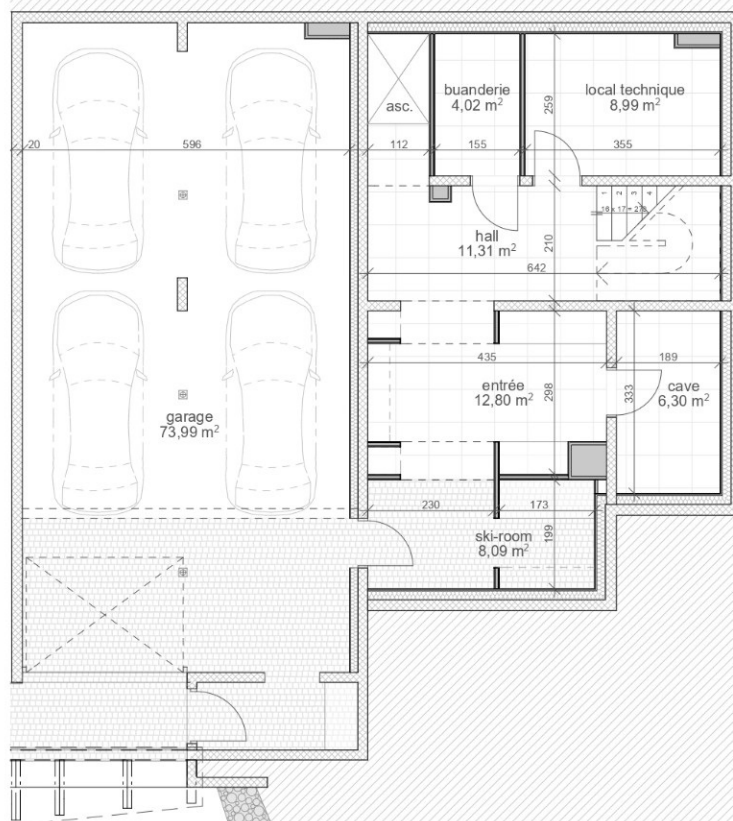 buanderie
4,02 m²
local technique
8,99 m²
asc.
259
20
596
112
155
355
1
2
3
4
hall
11,31 m²
210
642
435
189
entrée
12,80 m²
298
333
cave
6,30 m²
garage
73,99 m²
230
173
ski-room
8,09 m²
199